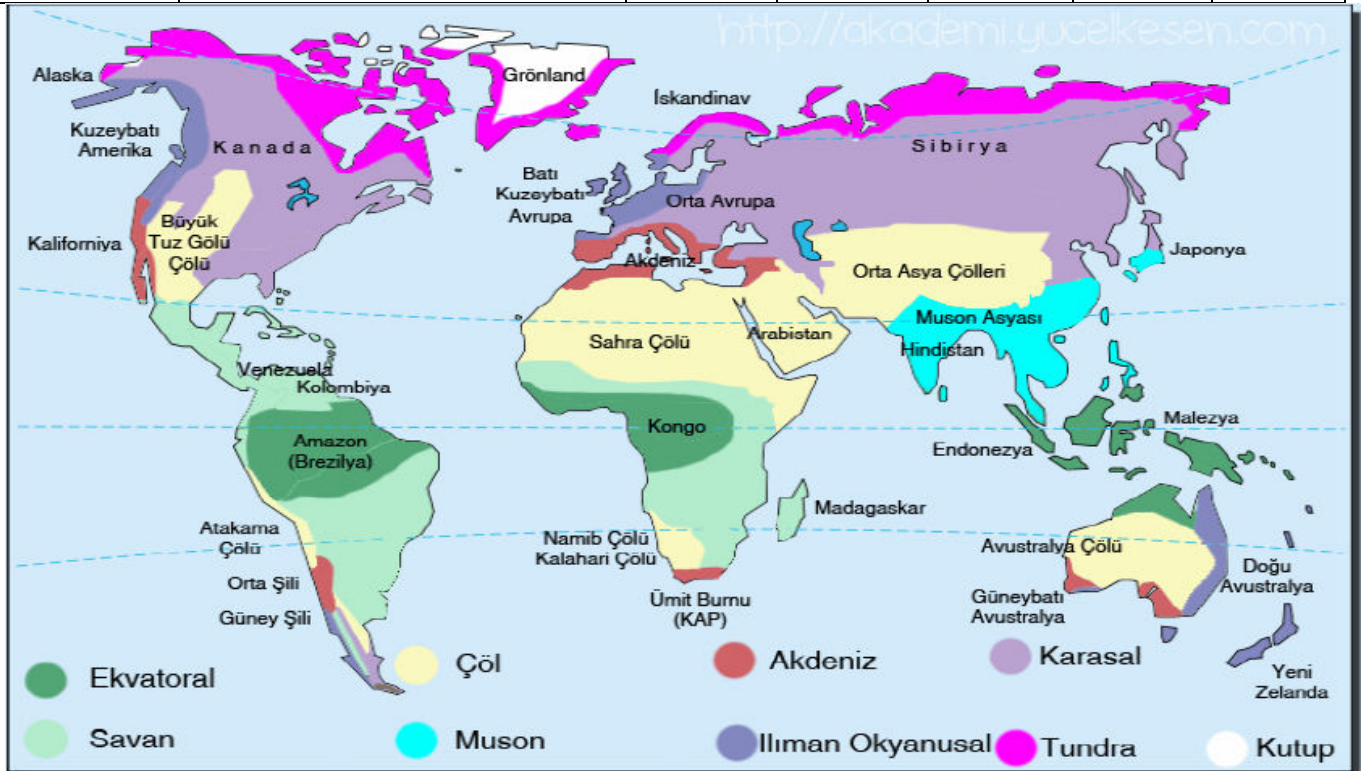 http://akademi.yucelkesen.com
Alaska
Grönland
İskandinav
Kuzeybatı
Amerika
Kanada
Sibirya
Batı
Kuzeybatı
Avrupa
Orta Avrupa
Büyük
Tuz Gölü
Çölü
Kaliforniya
Akdeniz
Orta Asya Çölleri
Japonya
Muson Asyası
Hindistan
Sahra Çölü
Arabistan
Venezuela
Kolombiya
Kongo
Malezya
Amazon
(Brezilya)
Endonezya
Madagaskar
Atakama
Çölü
Namib Çölü
Kalahari Çölü
Avustralya Çölü
Orta Şili
Doğu
Avustralya
Güney Şili
Ümit Burnu
(KAP)
Güneybatı
Avustralya
Yeni
Zelanda
Ekvatoral
Çöl
Akdeniz
Karasal
Savan
Muson
Ilıman Okyanusal
Tundra
Kutup